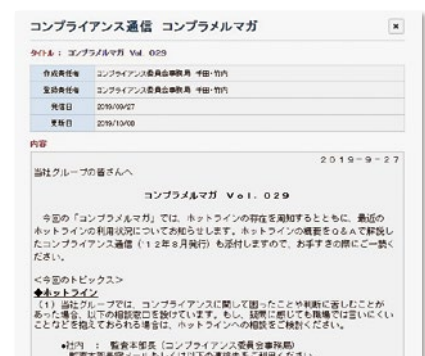 コンプライアンス通信 コンプラメルマガ
タイトル : コンプラメルマガ Vol. 029
作成責任者 コンプライアンス委員会事務局 千田・竹内
登録責任者 コンプライアンス委員会事務局 千田・竹内
発信日 2019/09/27
更新日 2019/10/08
内容
2019-9-27
当社グループの皆さんへ
コンプラメルマガ Vol. 029
今回の「コンプラメルマガ」では、ホットラインの存在を周知するとともに、最近の
ホットラインの利用状況についてお知らせします。ホットラインの概要をQ&Aで解説し
たコンプライアンス通信('12年8月発行)も添付しますので、お手すきの際にご一読く
ださい。
<今回のトピックス>
◆ホットライン
(1) 当社グループでは、コンプライアンスに関して困ったことや判断に苦しむことが
あった場合、以下の相談窓口を設けています。もし、疑問に感じても職場では言いにくい
ことなどを抱えておられる場合は、ホットラインへの相談をご検討ください。
●社内 : 監査本部長(コンプライアンス委員会事務局)